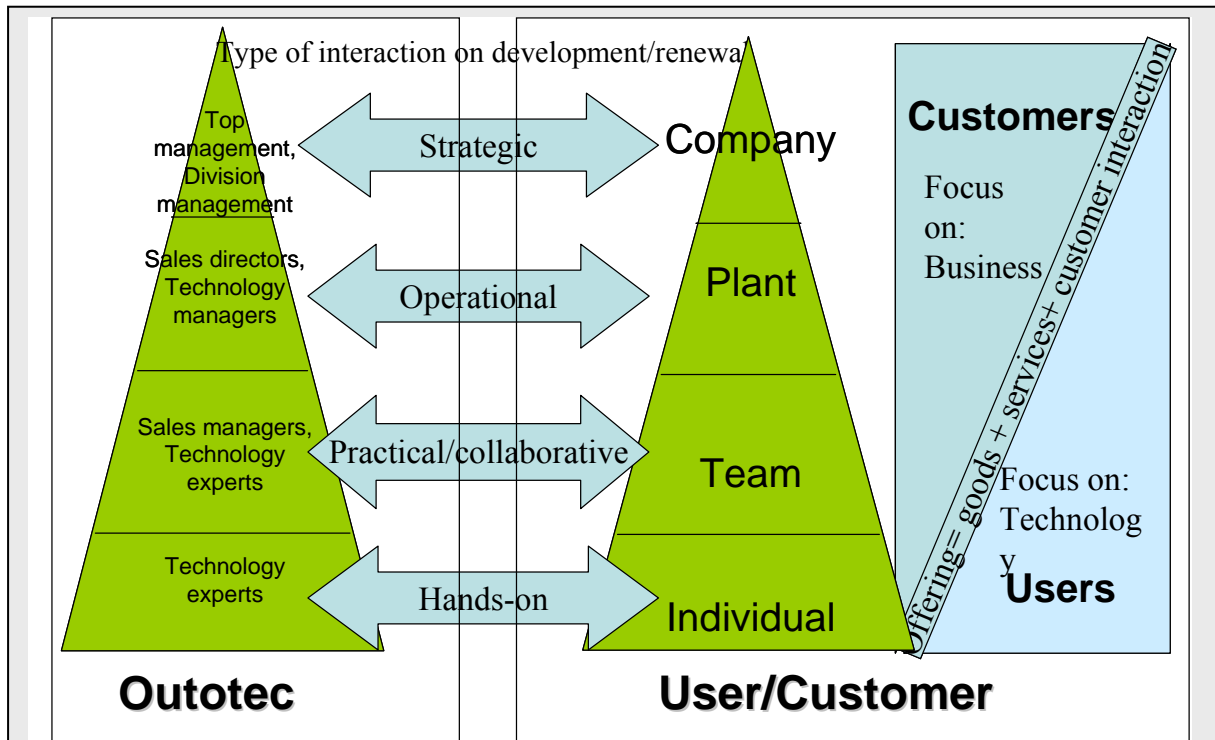 Type of interaction on development/renewal
Top
management,
Division
management
Strategic
Company
Sales directors,
Technology
managers
Operational
Plant
Sales managers,
Technology
experts
Practical/collaborative
Team
Technology
experts
Hands-on
Individual
Outotec
User/Customer
Customers
Focus
on:
Business
Offering= goods + services+ customer interaction
Focus on:
Technolog
y
Users